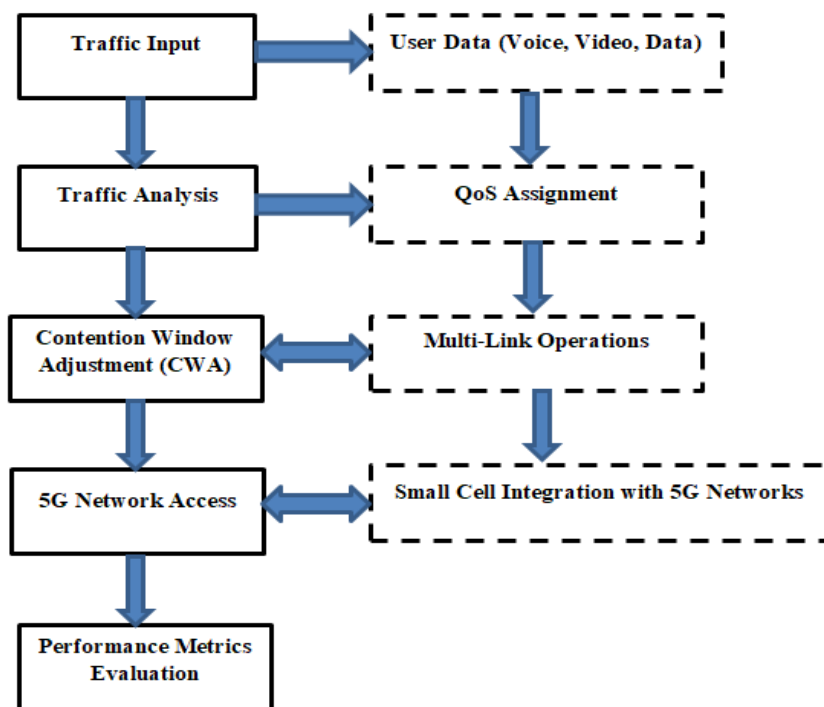 Traffic Input
User Data (Voice, Video, Data)
Traffic Analysis
QoS Assignment
Contention Window
Adjustment (CWA)
Multi-Link Operations
5G Network Access
Small Cell Integration with 5G Networks
Performance Metrics
Evaluation